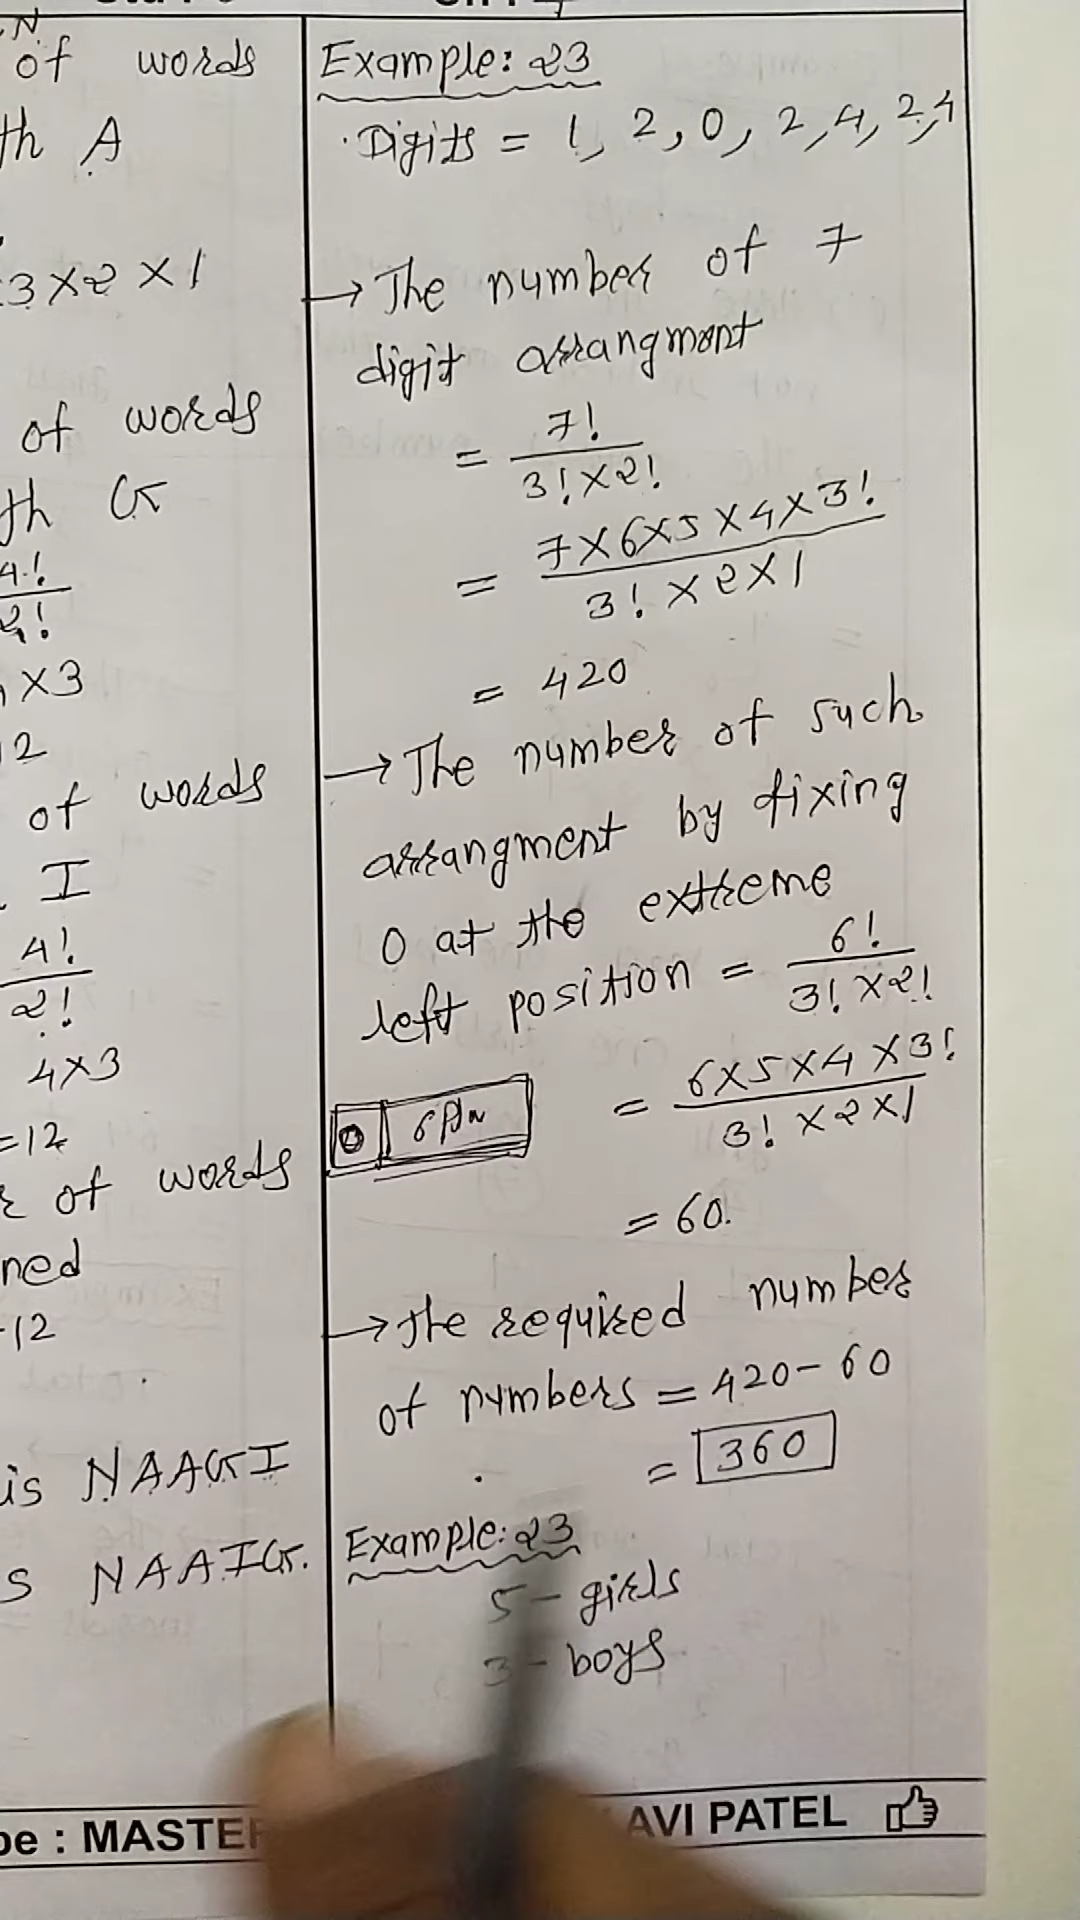 N
of words
th A
3×2×1
of words
th G
4!
2!
×3
12
of words
I
4!
2!
4×3
=12
of words
ned
-12
is NAAGI
s NAAIG.
Example: 23
Digits = 1, 2, 0, 2, 4, 2, 4
→ The number of 7
digit arrangment
= 7! / 3!×2!
= 7×6×5×4×3! / 3!×2×1
= 420
→ The number of such
arrangment by fixing
0 at the extreme
left position = 6! / 3!×2!
= 6×5×4×3! / 3!×2×1
0
= 60.
→ the required number
of numbers = 420-60
= 360
Example: 23
5 - girls
3 - boys
be : MASTER
AVI PATEL